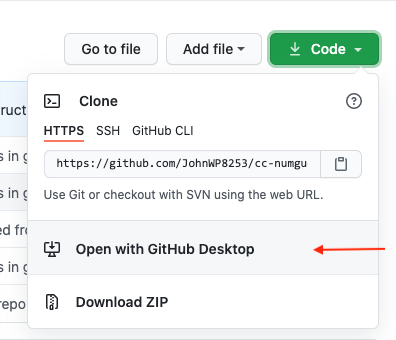 Go to file
Add file
Code
Clone
HTTPS SSH GitHub CLI
https://github.com/JohnWP8253/cc-numgu
Use Git or checkout with SVN using the web URL.
Open with GitHub Desktop
Download ZIP
ruct
s in g
s in g
ed fro
s in g
repo